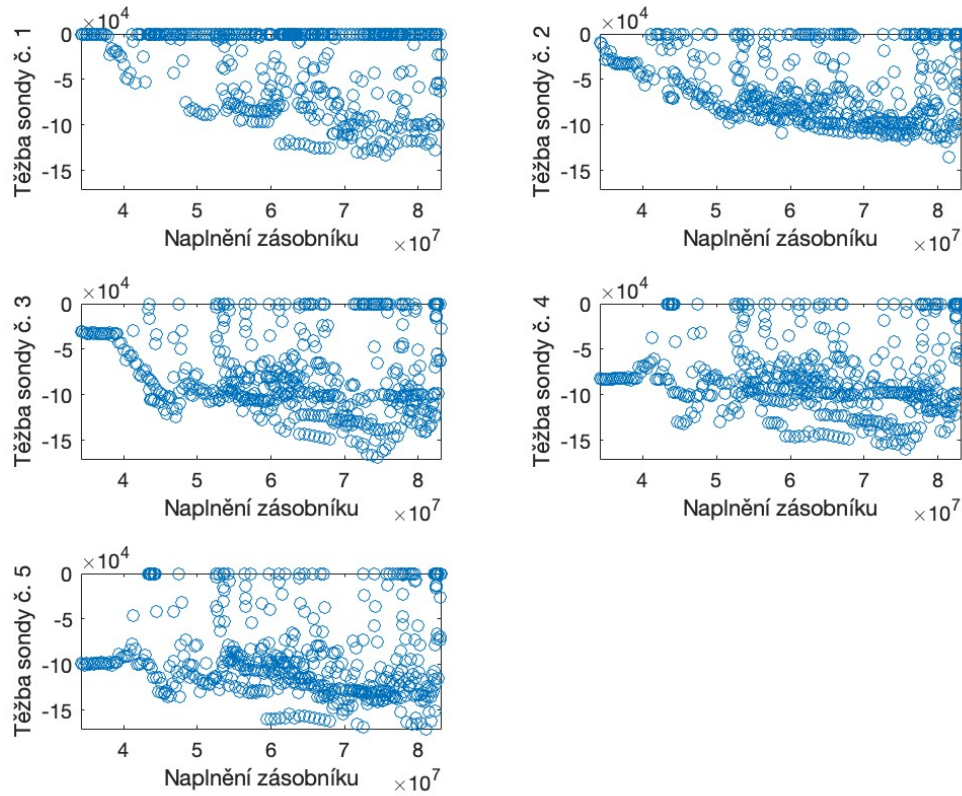 ×10⁴
×10⁴
Těžba sondy č. 1
0
-5
-10
-15
4 5 6 7 8
Naplnění zásobníku
×10⁷
Těžba sondy č. 2
0
-5
-10
-15
4 5 6 7 8
Naplnění zásobníku
×10⁷
×10⁴
Těžba sondy č. 3
0
-5
-10
-15
4 5 6 7 8
Naplnění zásobníku
×10⁷
×10⁴
Těžba sondy č. 4
0
-5
-10
-15
4 5 6 7 8
Naplnění zásobníku
×10⁷
×10⁴
Těžba sondy č. 5
0
-5
-10
-15
4 5 6 7 8
Naplnění zásobníku
×10⁷